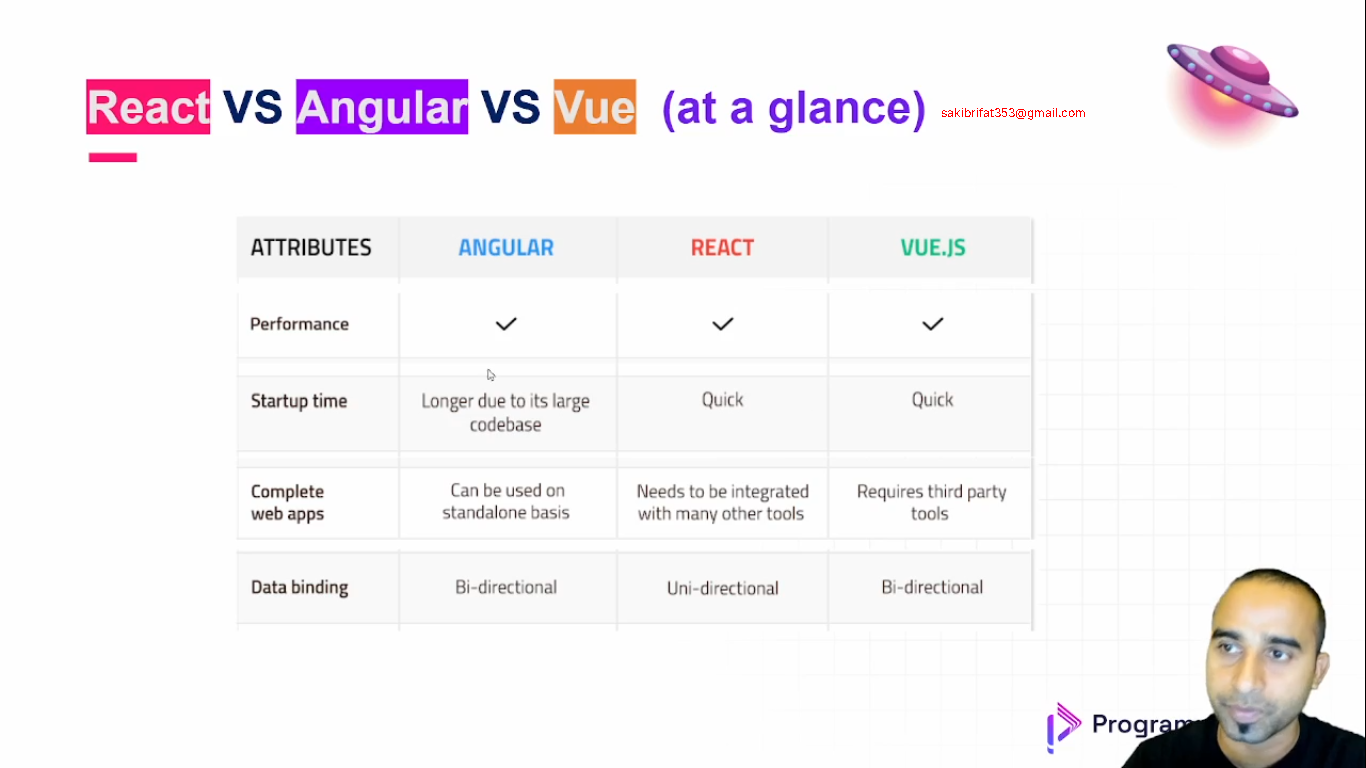 React VS Angular VS Vue (at a glance) sakibrifat353@gmail.com
ATTRIBUTES ANGULAR REACT VUE.JS
Performance
Startup time Longer due to its large codebase Quick Quick
Complete web apps Can be used on standalone basis Needs to be integrated with many other tools Requires third party tools
Data binding Bi-directional Uni-directional Bi-directional